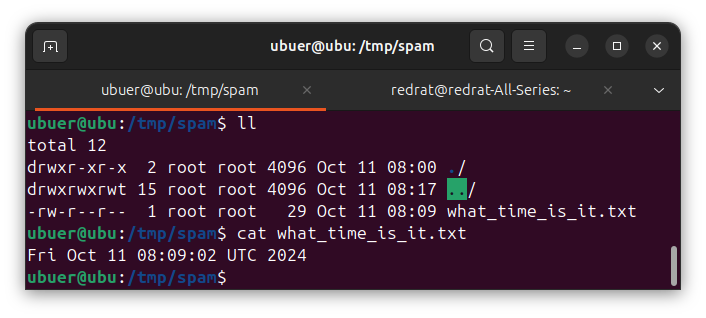 ubuer@ubu: /tmp/spam
ubuer@ubu: /tmp/spam × redrat@redrat-All-Series: ~ ×
ubuer@ubu:/tmp/spam$ ll
total 12
drwxr-xr-x  2 root root 4096 Oct 11 08:00 ./
drwxrwxrwt 15 root root 4096 Oct 11 08:17 ../
-rw-r--r--  1 root root   29 Oct 11 08:09 what_time_is_it.txt
ubuer@ubu:/tmp/spam$ cat what_time_is_it.txt
Fri Oct 11 08:09:02 UTC 2024
ubuer@ubu:/tmp/spam$